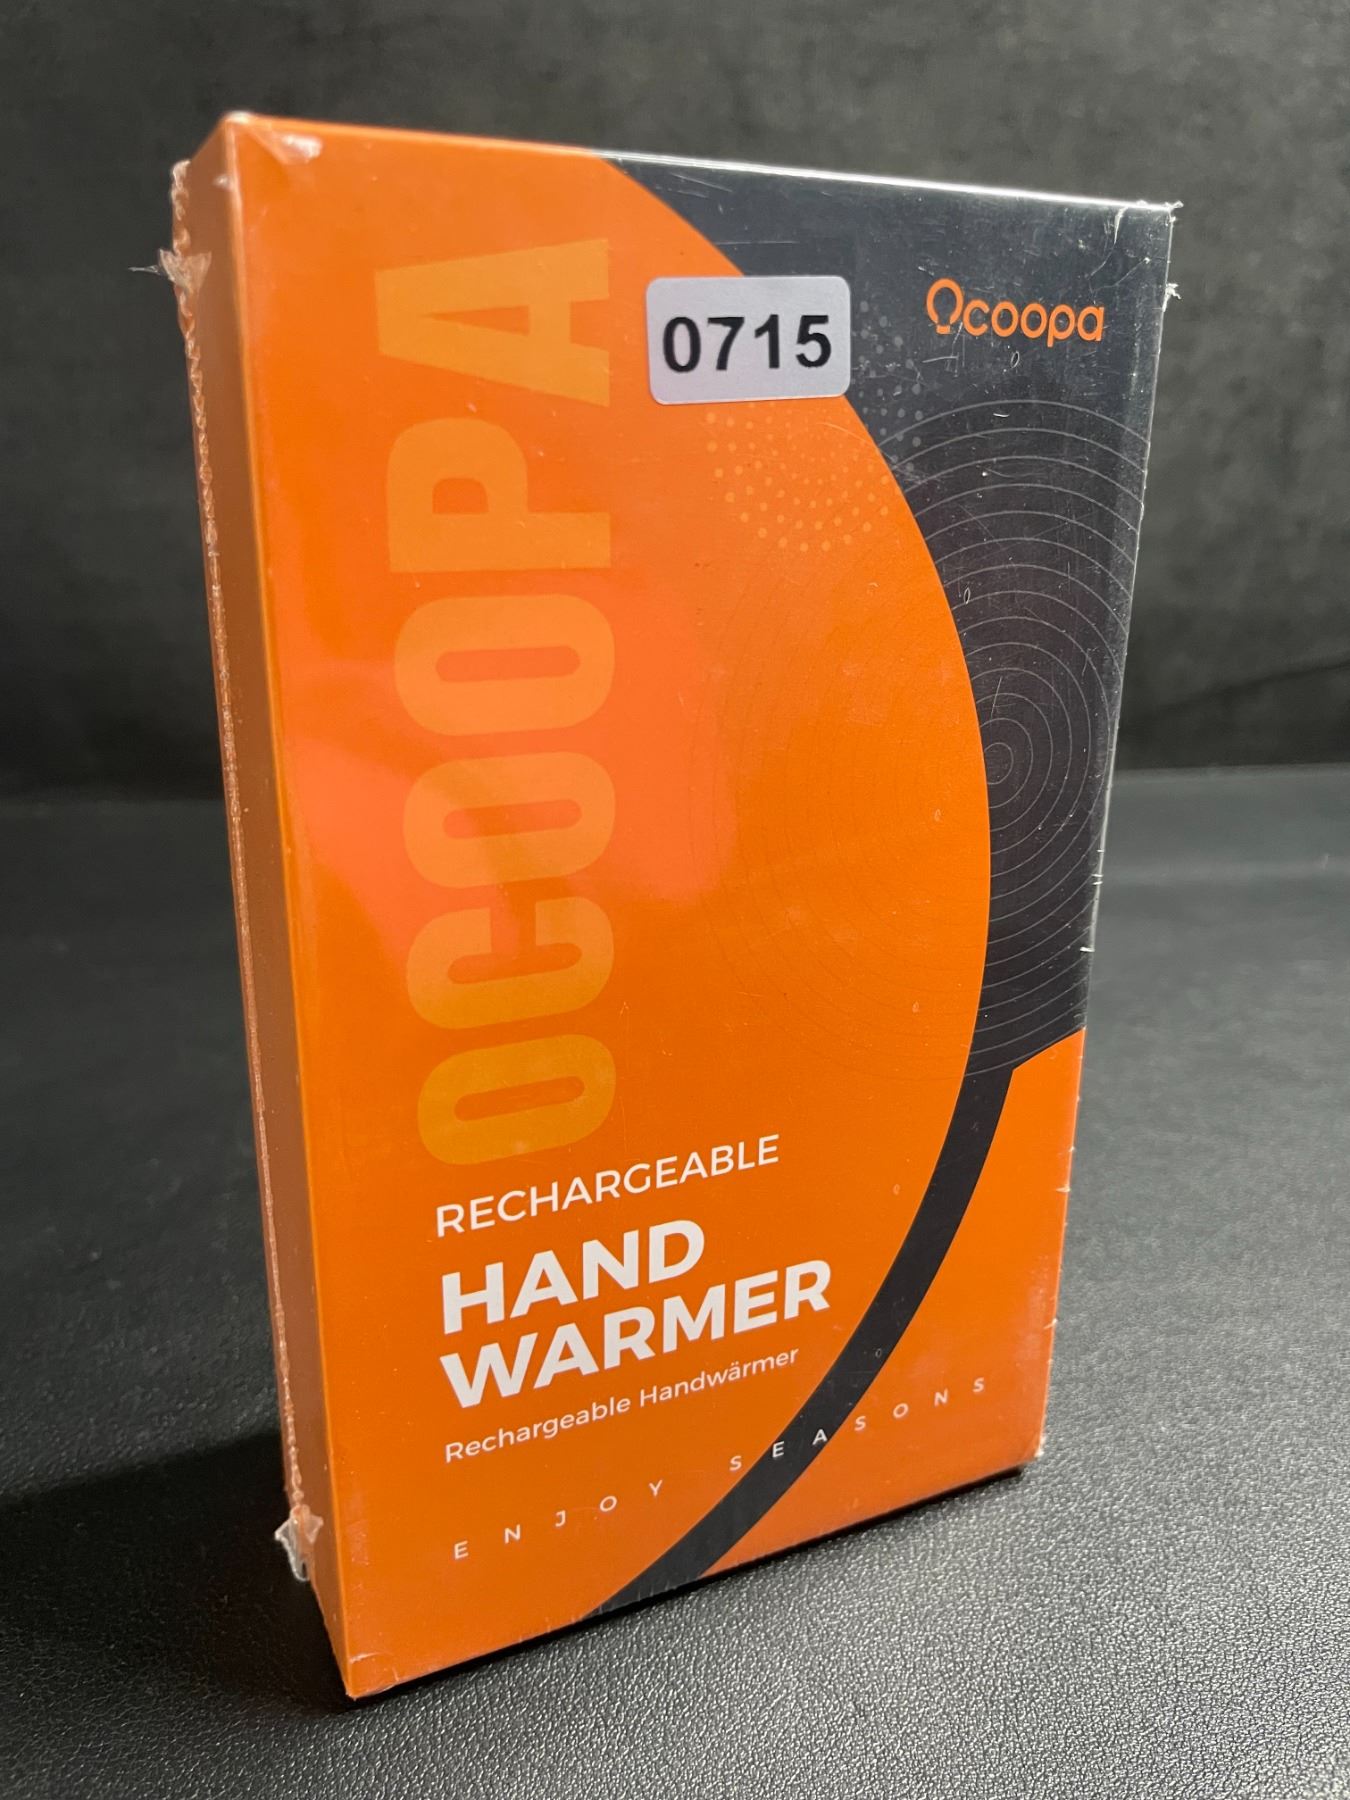 Ocoopa
0715
OCOOPA
RECHARGEABLE
HAND
WARMER
Rechargeable Handwärmer
ENJOY SEASONS